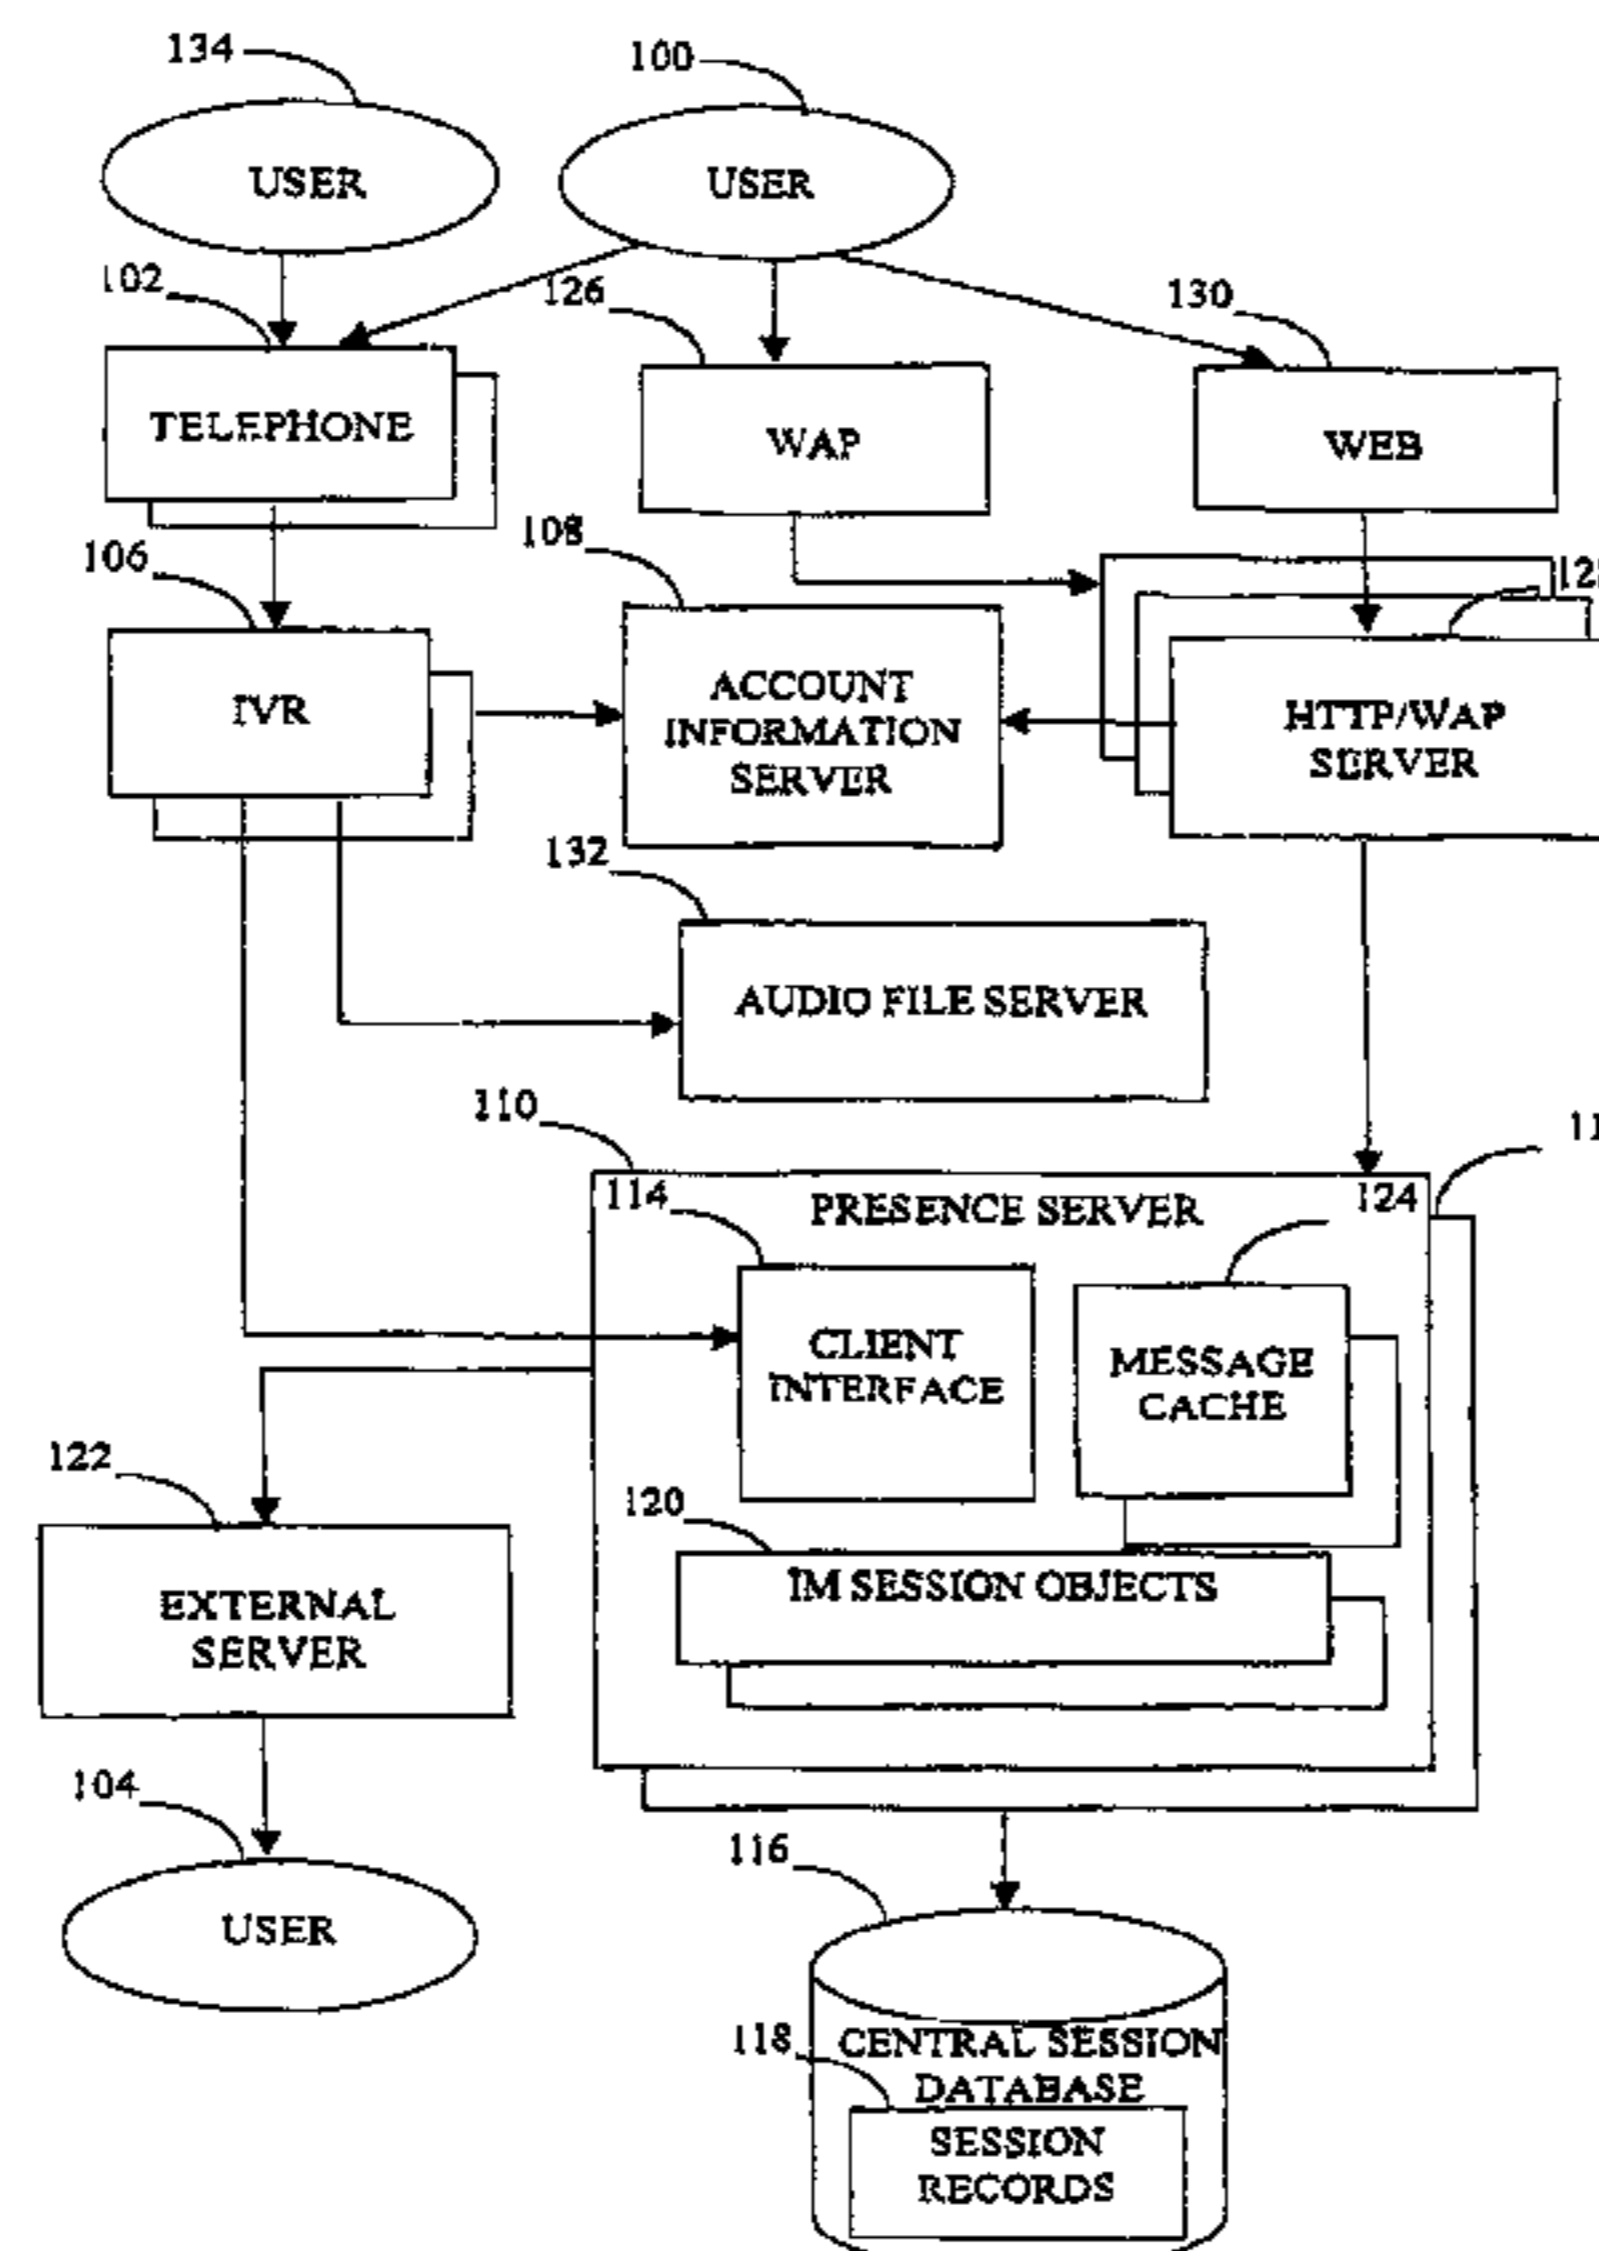 134
100
USER
USER
102
126
130
TELEPHONE
WAP
WEB
106
108
IVR
ACCOUNT
INFORMATION
SERVER
HTTP/WAP
SERVER
132
AUDIO FILE SERVER
110
114
PRESENCE SERVER
124
CLIENT
INTERFACE
MESSAGE
CACHE
122
120
IM SESSION OBJECTS
EXTERNAL
SERVER
104
USER
116
118
CENTRAL SESSION
DATABASE
SESSION
RECORDS